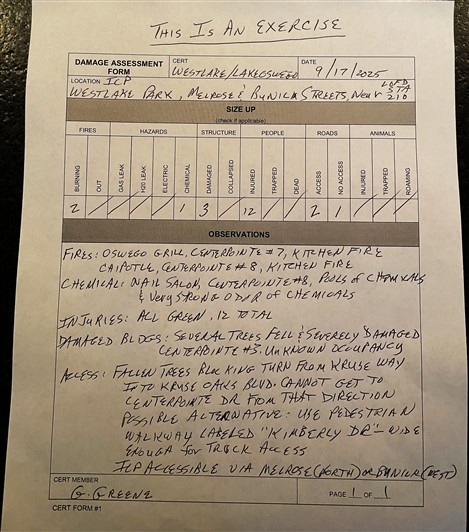 THIS IS AN EXERCISE
DAMAGE ASSESSMENT FORM
CERT
WESTLAKE/LAKEOSWEGO
DATE
9/17/2025
LOCATION ICP
WESTLAKE PARK, MELROSE & BUNICK STREETS, Near LOFD STA 210
SIZE UP
(check if applicable)
FIRES HAZARDS STRUCTURE PEOPLE ROADS ANIMALS
BURNING OUT GAS LEAK H20 LEAK ELECTRIC CHEMICAL DAMAGED COLLAPSED INJURED TRAPPED DEAD ACCESS NO ACCESS INJURED TRAPPED ROAMING
2 / / / / 1 3 / 12 / / 2 1 / / /
OBSERVATIONS
FIRES: OSWEGO GRILL, CENTERPOINTE #7, KITCHEN FIRE
CAIPOTLE, CENTERPOINTE #8, KITCHEN FIRE
CHEMICAL: NAIL SALON, CENTERPOINTE #8, POOLS of CHEMICALS
& VERY STRONG ODOR OF CHEMICALS
INJURIES: ALL GREEN, 12 TOTAL
DAMAGED BLDGS: SEVERAL TREES FELL & SEVERELY DAMAGED
CENTERPOINTE #3. UNKNOWN OCCUPANCY
ACCESS: FALLEN TREES BLOCKING TURN FROM KRUSE WAY
INTO KRUSE OAKS BLVD. CANNOT GET TO
CENTERPOINTE DR FROM THAT DIRECTION
POSSIBLE ALTERNATIVE: USE PEDESTRIAN
WALKWAY LABELED "KIMBERLY DR" - WIDE
ENOUGH FOR TRUCK ACCESS
ICP ACCESSIBLE VIA MELROSE (NORTH) OR BUNICK (WEST)
CERT MEMBER
G. GREENE
PAGE 1 OF 1
CERT FORM #1